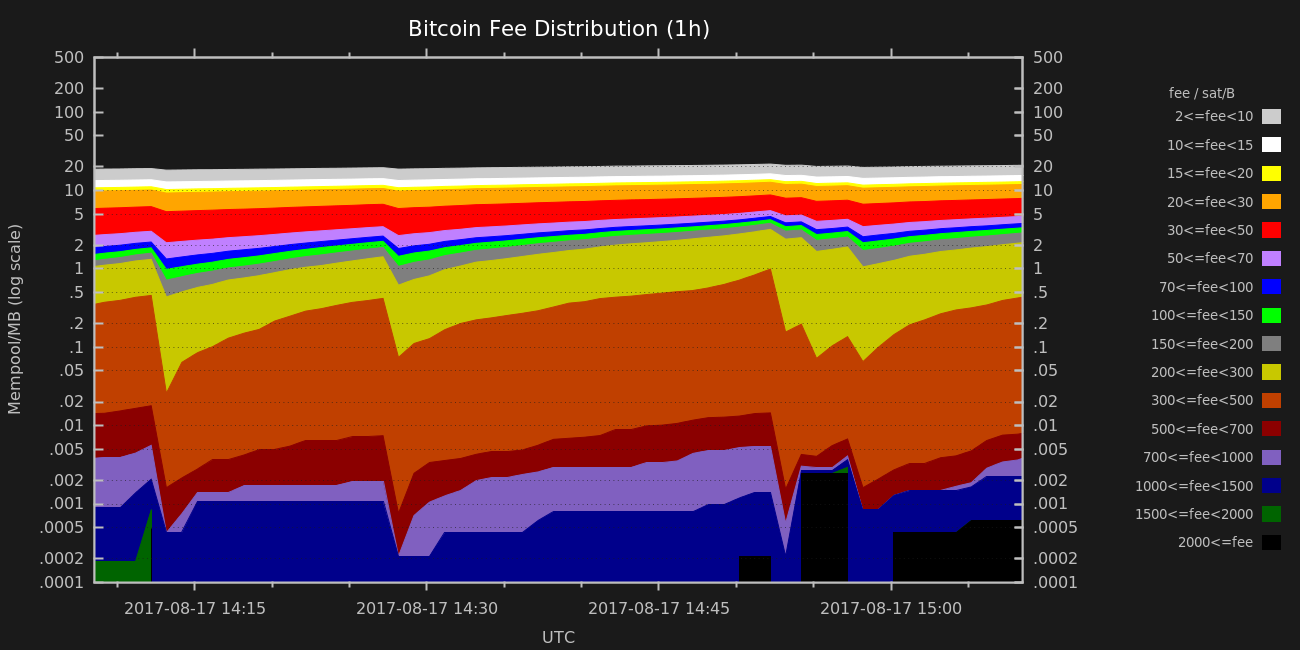 Bitcoin Fee Distribution (1h)
Mempool/MB (log scale)
500
200
100
50
20
10
5
2
1
.5
.2
.1
.05
.02
.01
.005
.002
.001
.0005
.0002
.0001
500
200
100
50
20
10
5
2
1
.5
.2
.1
.05
.02
.01
.005
.002
.001
.0005
.0002
.0001
2017-08-17 14:15
2017-08-17 14:30
2017-08-17 14:45
2017-08-17 15:00
UTC
fee / sat/B
2<=fee<10
10<=fee<15
15<=fee<20
20<=fee<30
30<=fee<50
50<=fee<70
70<=fee<100
100<=fee<150
150<=fee<200
200<=fee<300
300<=fee<500
500<=fee<700
700<=fee<1000
1000<=fee<1500
1500<=fee<2000
2000<=fee